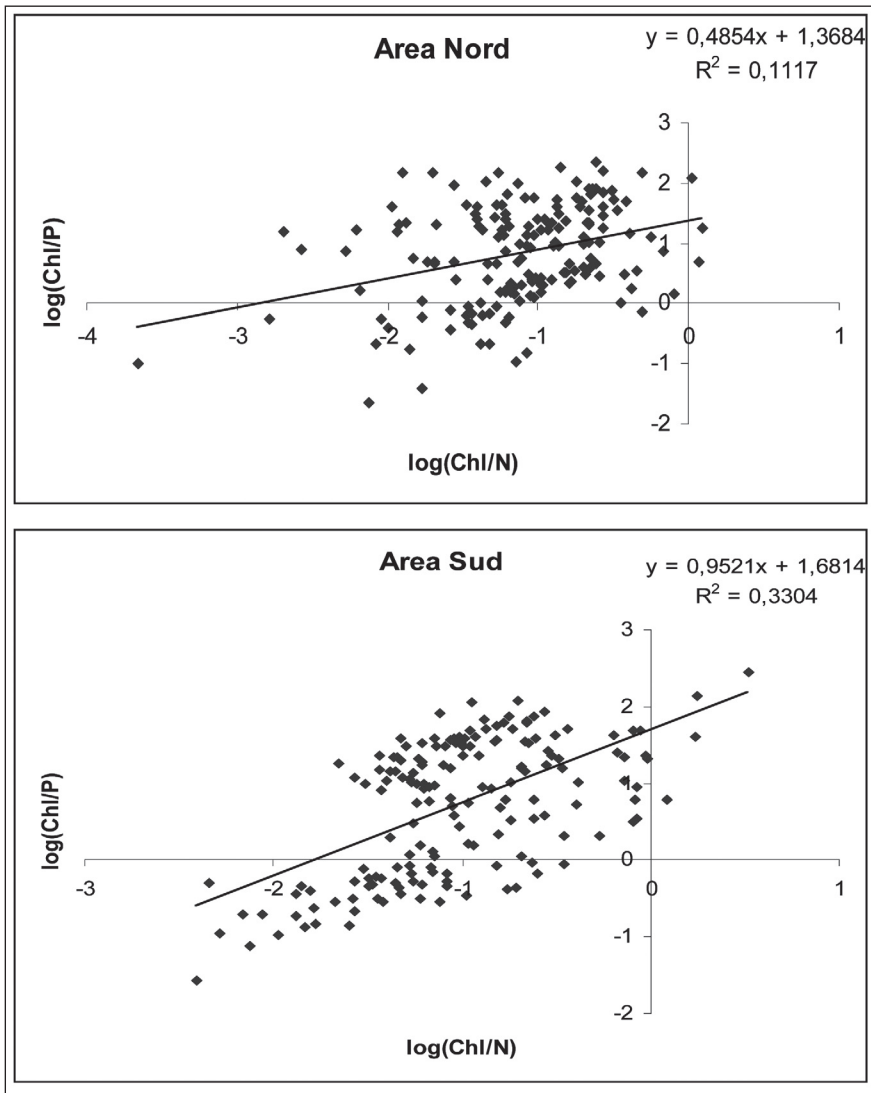 Area Nord
y = 0,4854x + 1,3684
R² = 0,1117
3
2
1
0
-4 -3 -2 -1 0 1
-1
-2
log(Chl/P)
log(Chl/N)
Area Sud
y = 0,9521x + 1,6814
R² = 0,3304
3
2
1
0
-3 -2 -1 0 1
-1
-2
log(Chl/P)
log(Chl/N)